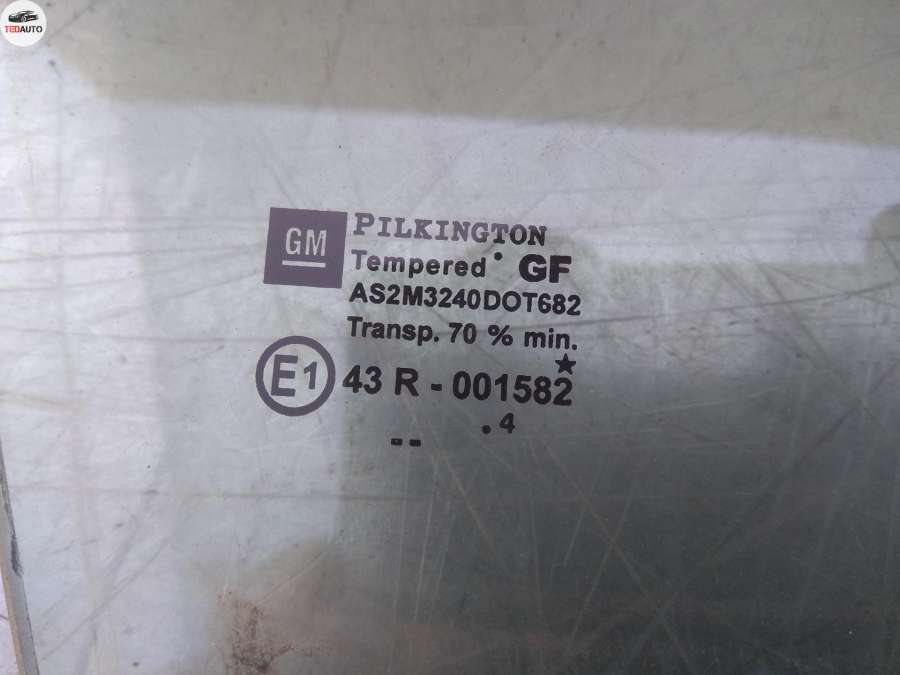 TEDAUTO
GM PILKINGTON
Tempered GF
AS2M3240DOT682
Transp. 70 % min.
E1 43 R - 001582
. 4
--